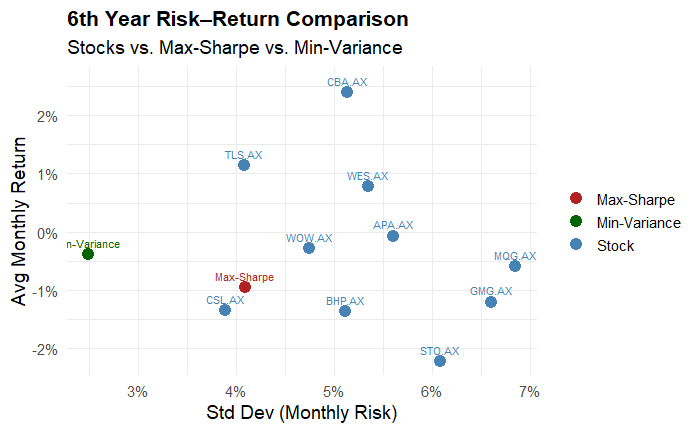 6th Year Risk–Return Comparison
Stocks vs. Max-Sharpe vs. Min-Variance
Avg Monthly Return
2%
1%
0%
-1%
-2%
CBA.AX
TLS.AX
WES.AX
APA.AX
WOW.AX
n-Variance
MQG.AX
Max-Sharpe
GMG.AX
CSL.AX
BHP.AX
STO.AX
3%
4%
5%
6%
7%
Std Dev (Monthly Risk)
Max-Sharpe
Min-Variance
Stock